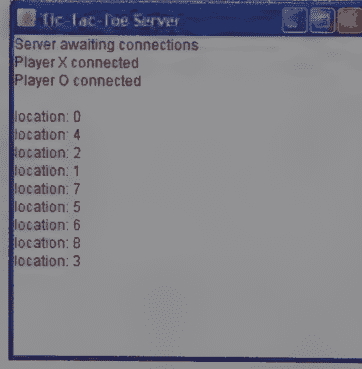 Tic-Tac-Toe Server
Server awaiting connections
Player X connected
Player O connected
location: 0
location: 4
location: 2
location: 1
location: 7
location: 5
location: 6
location: 8
location: 3